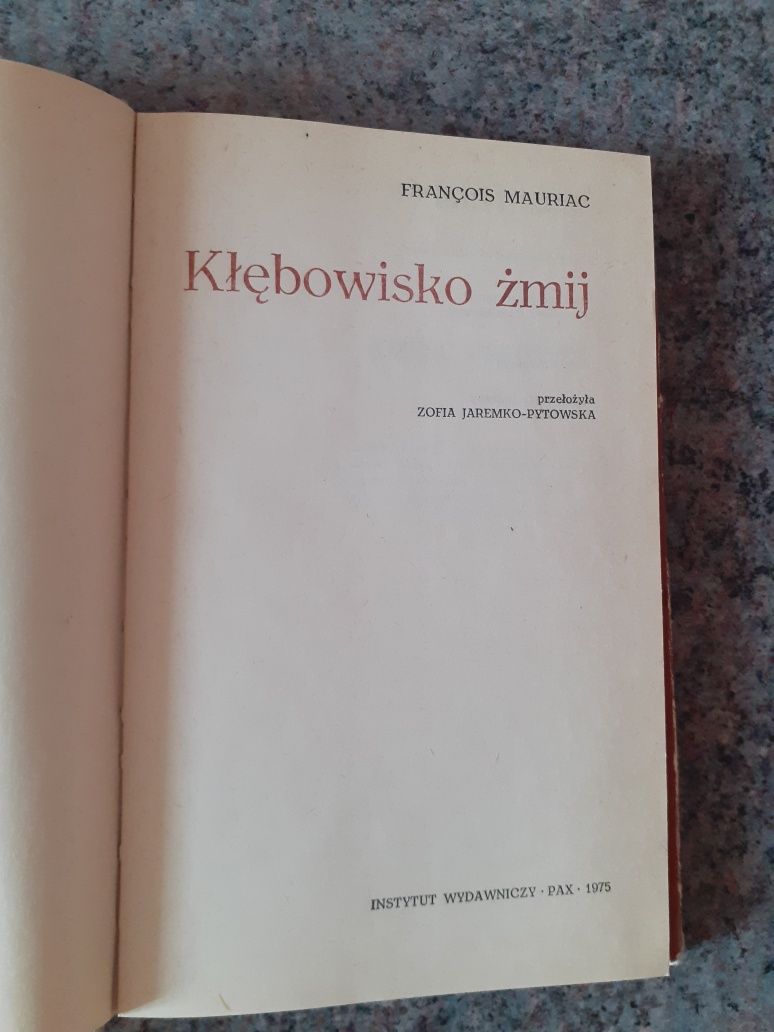 FRANÇOIS MAURIAC
Kłębowisko żmij
przełożyła
ZOFIA JAREMKO-PYTOWSKA
INSTYTUT WYDAWNICZY · PAX · 1975